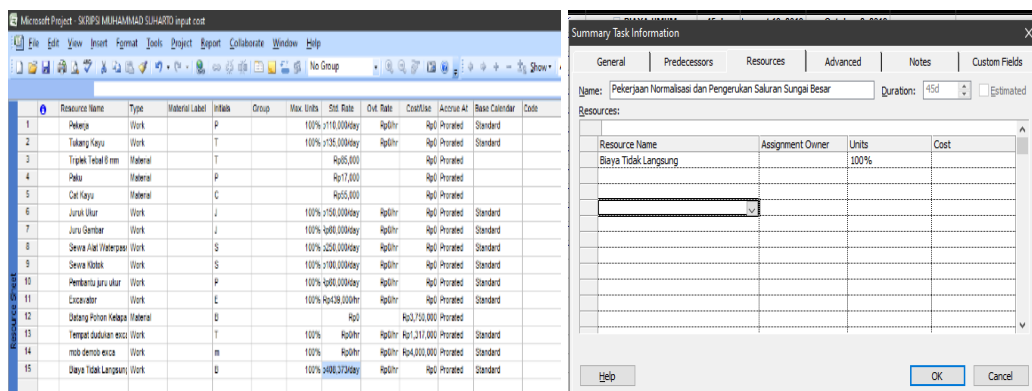 Microsoft Project - SKRIPSI MUHAMMAD SUHARTO input cost
File Edit View Insert Format Tools Project Report Collaborate Window Help
No Group Show
Resource Name Type Material Label Initials Group Max. Units Std. Rate Ovt. Rate Cost/Use Accrue At Base Calendar Code
1 Pekerja Work P 100% p110,000/day Rp0/hr Rp0 Prorated Standard
2 Tukang Kayu Work T 100% p135,000/day Rp0/hr Rp0 Prorated Standard
3 Triplek Tebal 6 mm Material T Rp85,000 Rp0 Prorated
4 Paku Material P Rp17,000 Rp0 Prorated
5 Cat Kayu Material C Rp55,000 Rp0 Prorated
6 Juruk Ukur Work J 100% p150,000/day Rp0/hr Rp0 Prorated Standard
7 Juru Gambar Work J 100% Rp80,000/day Rp0/hr Rp0 Prorated Standard
8 Sewa Alat Waterpass Work S 100% p250,000/day Rp0/hr Rp0 Prorated Standard
9 Sewa Klotok Work S 100% p100,000/day Rp0/hr Rp0 Prorated Standard
10 Pembantu juru ukur Work P 100% Rp80,000/day Rp0/hr Rp0 Prorated Standard
11 Excavator Work E 100% Rp439,000/hr Rp0/hr Rp0 Prorated Standard
12 Batang Pohon Kelapa Material B Rp0 Rp3,750,000 Prorated
13 Tempat dudukan exc Work T 100% Rp0/hr Rp0/hr Rp1,317,000 Prorated Standard
14 mob demob exca Work m 100% Rp0/hr Rp0/hr Rp4,000,000 Prorated Standard
15 Biaya Tidak Langsung Work B 100% p400,373/day Rp0/hr Rp0 Prorated Standard
Resource Sheet
Summary Task Information X
General Predecessors Resources Advanced Notes Custom Fields
Name: Pekerjaan Normalisasi dan Pengerukan Saluran Sungai Besar Duration: 45d Estimated
Resources:
Resource Name Assignment Owner Units Cost
Biaya Tidak Langsung 100%
Help OK Cancel